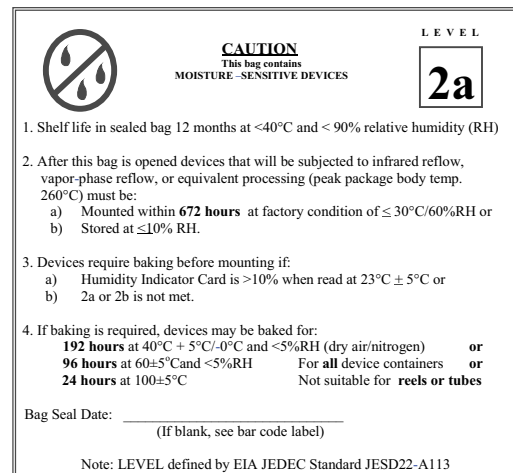 LEVEL
CAUTION
This bag contains
MOISTURE –SENSITIVE DEVICES
2a
1. Shelf life in sealed bag 12 months at <40°C and < 90% relative humidity (RH)
2. After this bag is opened devices that will be subjected to infrared reflow,
vapor-phase reflow, or equivalent processing (peak package body temp.
260°C) must be:
a) Mounted within 672 hours at factory condition of ≤ 30°C/60%RH or
b) Stored at ≤10% RH.
3. Devices require baking before mounting if:
a) Humidity Indicator Card is >10% when read at 23°C ± 5°C or
b) 2a or 2b is not met.
4. If baking is required, devices may be baked for:
192 hours at 40°C + 5°C/-0°C and <5%RH (dry air/nitrogen) or
96 hours at 60±5°Cand <5%RH For all device containers or
24 hours at 100±5°C Not suitable for reels or tubes
Bag Seal Date: ______________________________
(If blank, see bar code label)
Note: LEVEL defined by EIA JEDEC Standard JESD22-A113